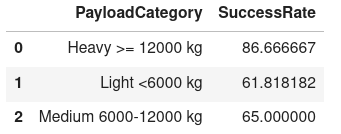 PayloadCategory SuccessRate
0 Heavy >= 12000 kg 86.666667
1 Light <6000 kg 61.818182
2 Medium 6000-12000 kg 65.000000